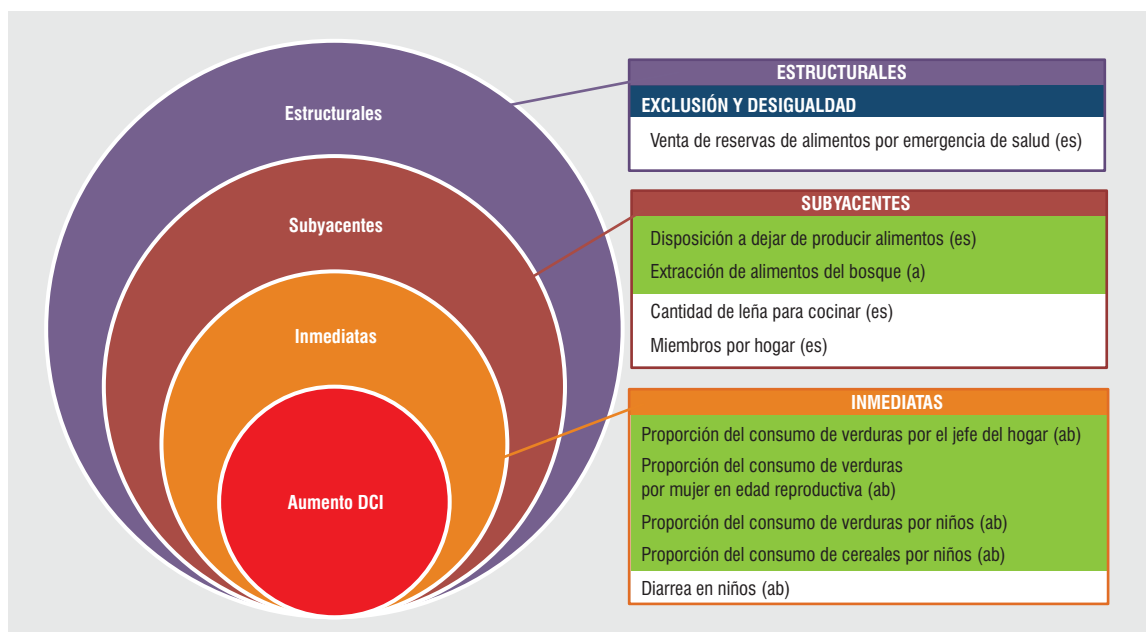 Estructurales
Subyacentes
Inmediatas
Aumento DCI
ESTRUCTURALES
EXCLUSIÓN Y DESIGUALDAD
Venta de reservas de alimentos por emergencia de salud (es)
SUBYACENTES
Disposición a dejar de producir alimentos (es)
Extracción de alimentos del bosque (a)
Cantidad de leña para cocinar (es)
Miembros por hogar (es)
INMEDIATAS
Proporción del consumo de verduras por el jefe del hogar (ab)
Proporción del consumo de verduras
por mujer en edad reproductiva (ab)
Proporción del consumo de verduras por niños (ab)
Proporción del consumo de cereales por niños (ab)
Diarrea en niños (ab)